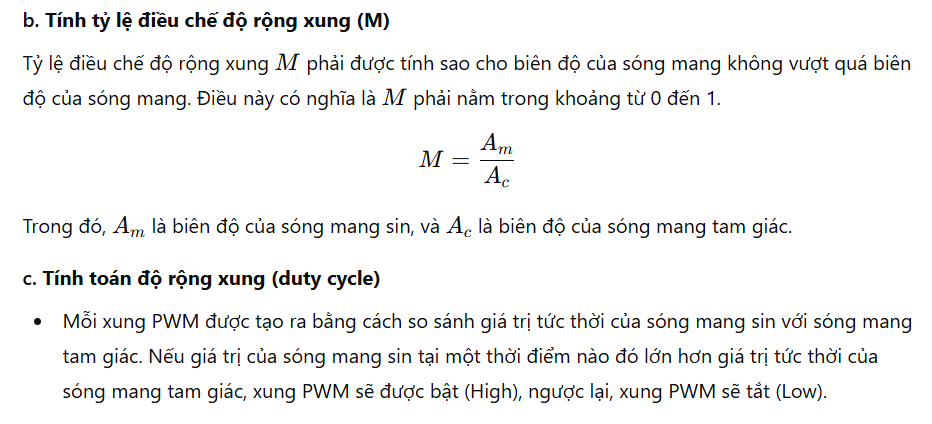 b. Tính tỷ lệ điều chế độ rộng xung (M)
Tỷ lệ điều chế độ rộng xung M phải được tính sao cho biên độ của sóng mang không vượt quá biên
độ của sóng mang. Điều này có nghĩa là M phải nằm trong khoảng từ 0 đến 1.
M = A_m / A_c
Trong đó, A_m là biên độ của sóng mang sin, và A_c là biên độ của sóng mang tam giác.
c. Tính toán độ rộng xung (duty cycle)
• Mỗi xung PWM được tạo ra bằng cách so sánh giá trị tức thời của sóng mang sin với sóng mang
tam giác. Nếu giá trị của sóng mang sin tại một thời điểm nào đó lớn hơn giá trị tức thời của
sóng mang tam giác, xung PWM sẽ được bật (High), ngược lại, xung PWM sẽ tắt (Low).